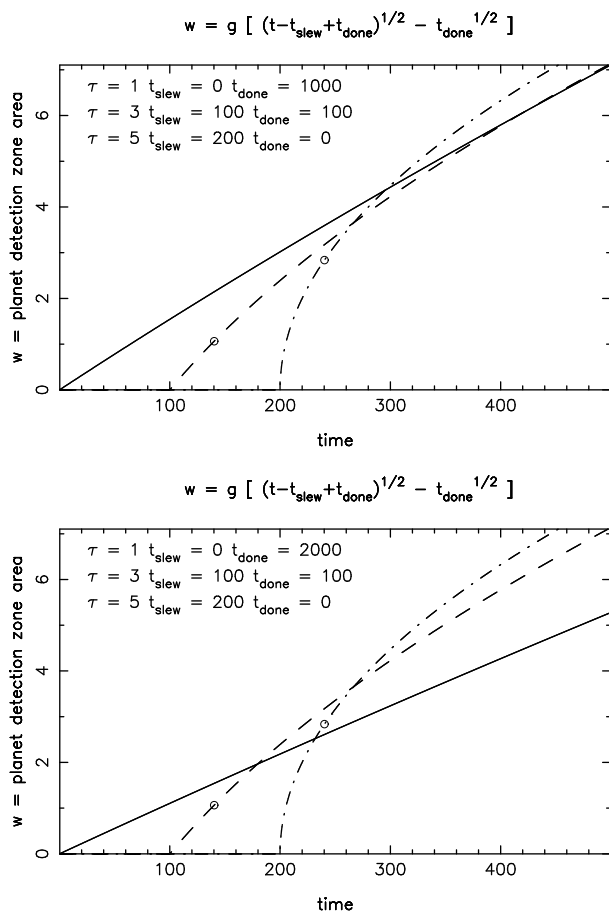 w = g [ (t−t_slew+t_done)^1/2 − t_done^1/2 ]
τ = 1 t_slew = 0 t_done = 1000
τ = 3 t_slew = 100 t_done = 100
τ = 5 t_slew = 200 t_done = 0
w = planet detection zone area
6
4
2
0
100 200 300 400
time
w = g [ (t−t_slew+t_done)^1/2 − t_done^1/2 ]
τ = 1 t_slew = 0 t_done = 2000
τ = 3 t_slew = 100 t_done = 100
τ = 5 t_slew = 200 t_done = 0
w = planet detection zone area
6
4
2
0
100 200 300 400
time